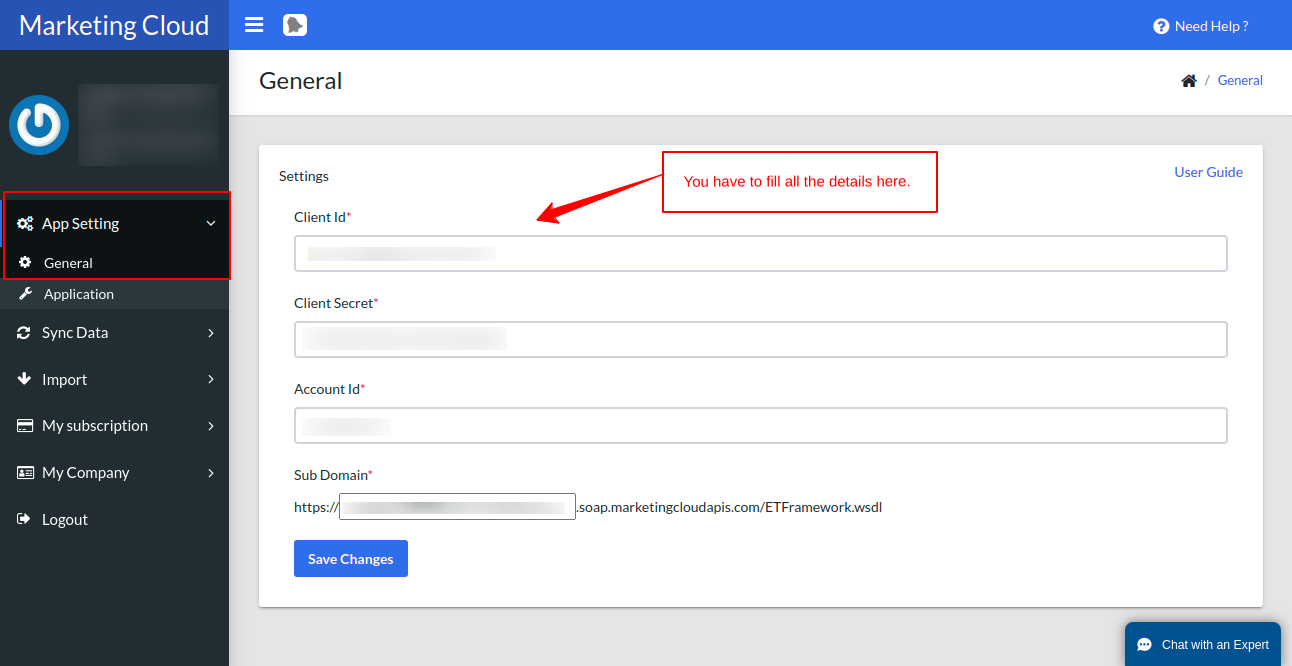 Marketing Cloud
Need Help ?
General
/ General
App Setting
General
Application
Sync Data
Import
My subscription
My Company
Logout
Settings
User Guide
You have to fill all the details here.
Client Id*
Client Secret*
Account Id*
Sub Domain*
https:// .soap.marketingcloudapis.com/ETFramework.wsdl
Save Changes
Chat with an Expert